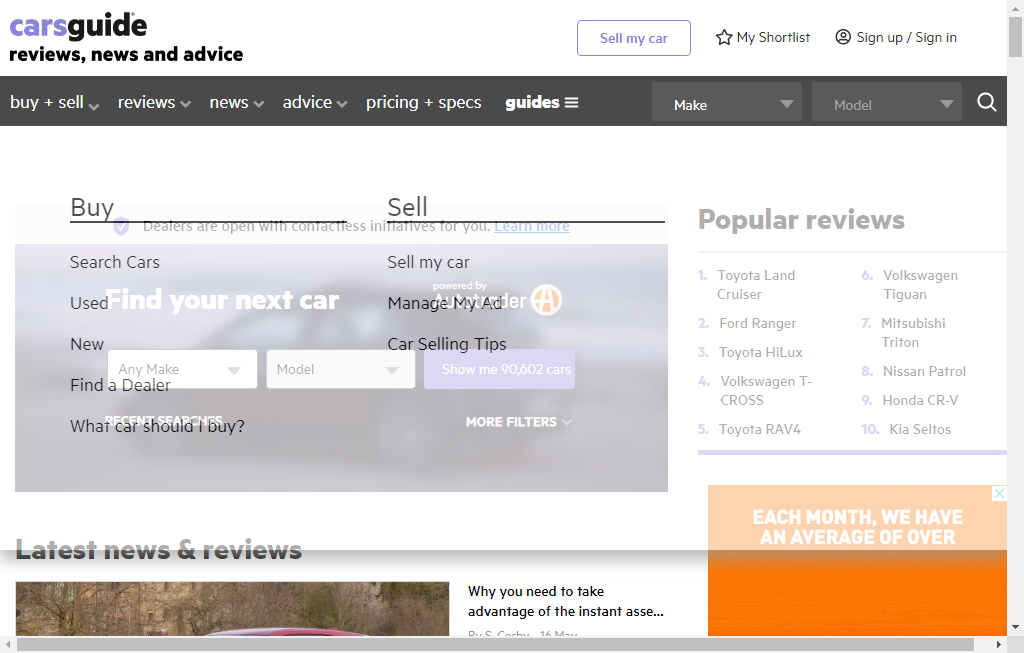 carsguide
reviews, news and advice
Sell my car
My Shortlist
Sign up / Sign in
buy + sell
reviews
news
advice
pricing + specs
guides
Make
Model
Buy
Sell
Dealers are open with contactless initiatives for you. Learn more
Search Cars
Sell my car
Used
Find your next car
powered by
Autotrader
Manage My Ad
New
Car Selling Tips
Any Make
Model
Show me 90,602 cars
Find a Dealer
RECENT SEARCHES
MORE FILTERS
What car should I buy?
Popular reviews
1. Toyota Land
Cruiser
2. Ford Ranger
3. Toyota HiLux
4. Volkswagen T-
CROSS
5. Toyota RAV4
6. Volkswagen
Tiguan
7. Mitsubishi
Triton
8. Nissan Patrol
9. Honda CR-V
10. Kia Seltos
EACH MONTH, WE HAVE
AN AVERAGE OF OVER
Latest news & reviews
Why you need to take
advantage of the instant asse...
By S. Corby 16 May